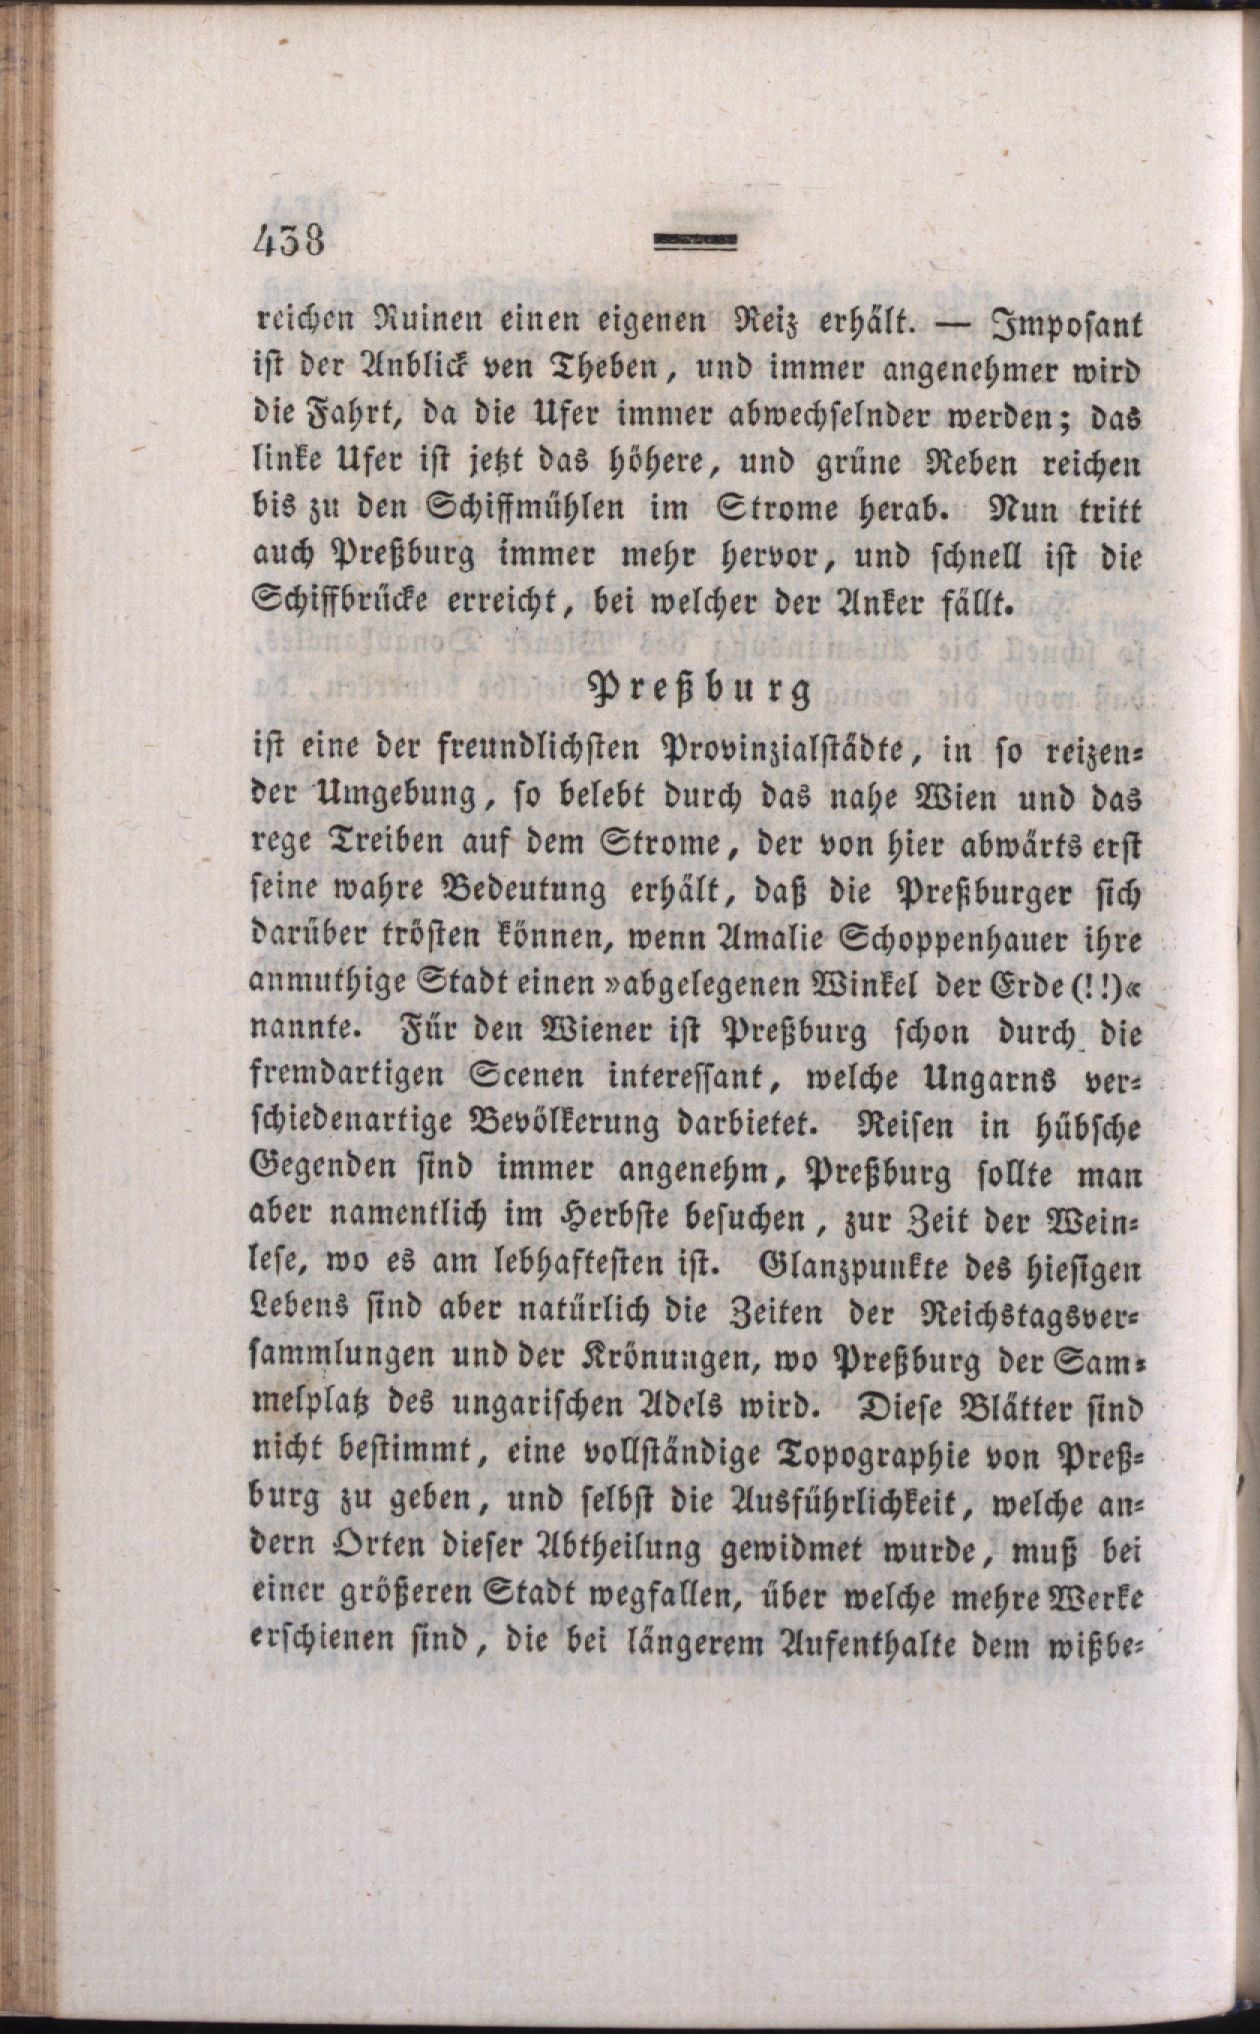 438
reichen Ruinen einen eigenen Reiz erhält. — Imposant
ist der Anblick ven Theben, und immer angenehmer wird
die Fahrt, da die Ufer immer abwechselnder werden; das
linke Ufer ist jetzt das höhere, und grüne Reben reichen
bis zu den Schiffmühlen im Strome herab. Nun tritt
auch Preßburg immer mehr hervor, und schnell ist die
Schiffbrücke erreicht, bei welcher der Anker fällt.
Preßburg
ist eine der freundlichsten Provinzialstädte, in so reizen-
der Umgebung, so belebt durch das nahe Wien und das
rege Treiben auf dem Strome, der von hier abwärts erst
seine wahre Bedeutung erhält, daß die Preßburger sich
darüber trösten können, wenn Amalie Schoppenhauer ihre
anmuthige Stadt einen »abgelegenen Winkel der Erde (!!)«
nannte. Für den Wiener ist Preßburg schon durch die
fremdartigen Scenen interessant, welche Ungarns ver-
schiedenartige Bevölkerung darbietet. Reisen in hübsche
Gegenden sind immer angenehm, Preßburg sollte man
aber namentlich im Herbste besuchen, zur Zeit der Wein-
lese, wo es am lebhaftesten ist. Glanzpunkte des hiesigen
Lebens sind aber natürlich die Zeiten der Reichstagsver-
sammlungen und der Krönungen, wo Preßburg der Sam-
melplatz des ungarischen Adels wird. Diese Blätter sind
nicht bestimmt, eine vollständige Topographie von Preß-
burg zu geben, und selbst die Ausführlichkeit, welche an-
dern Orten dieser Abtheilung gewidmet wurde, muß bei
einer größeren Stadt wegfallen, über welche mehre Werke
erschienen sind, die bei längerem Aufenthalte dem wißbe-